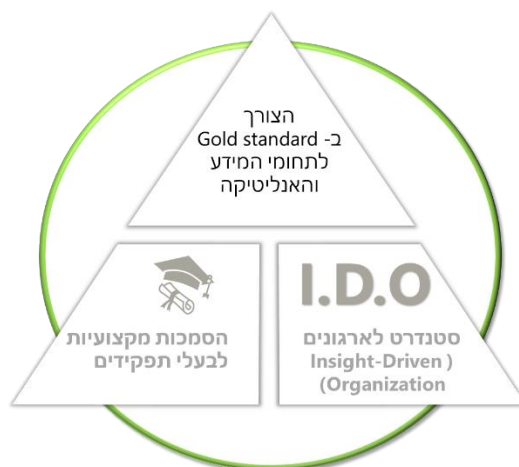 הצורך
ב- Gold standard
לתחומי המידע
והאנליטיקה
I.D.O
סטנדרט לארגונים
Insight-Driven )
(Organization
הסמכות מקצועיות
לבעלי תפקידים